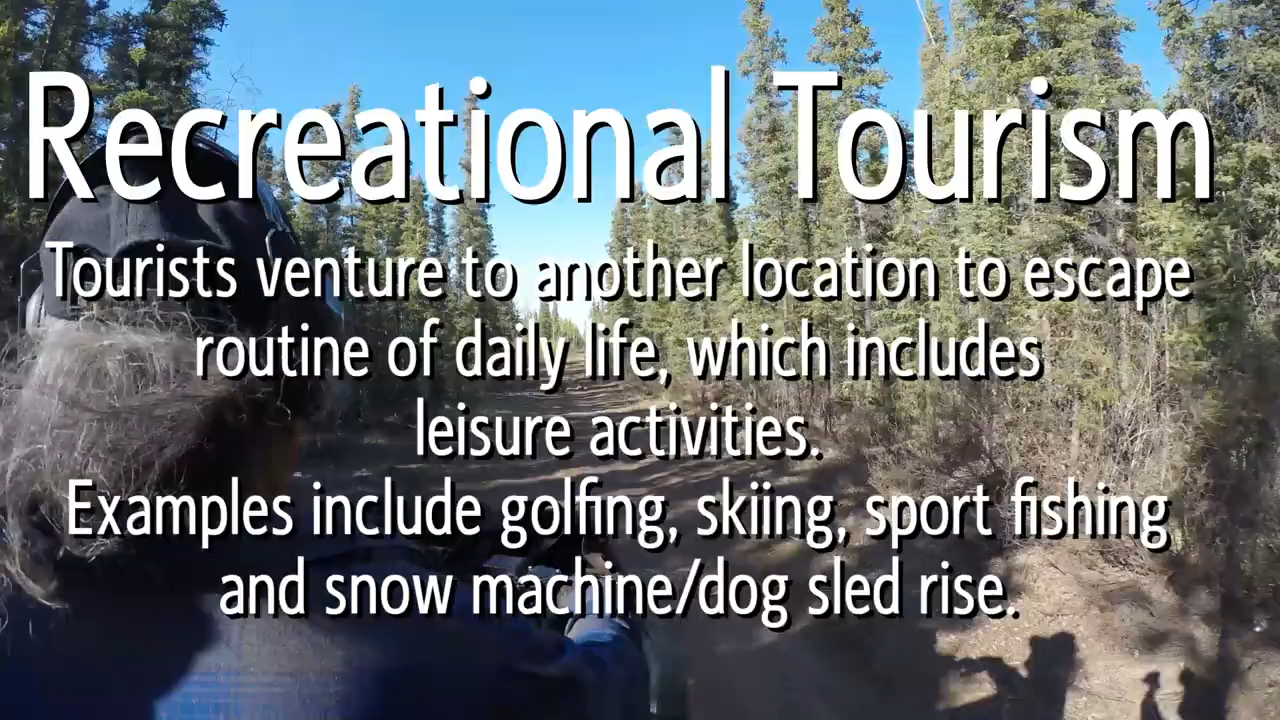 Recreational Tourism
Tourists venture to another location to escape
routine of daily life, which includes
leisure activities.
Examples include golfing, skiing, sport fishing
and snow machine/dog sled rise.